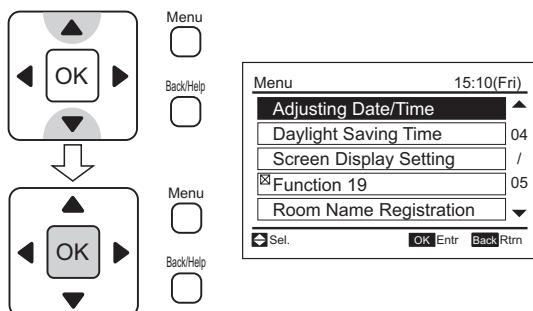 Menu
OK
Back/Help
Menu
OK
Back/Help
Menu 15:10(Fri)
Adjusting Date/Time
Daylight Saving Time 04
Screen Display Setting /
Function 19 05
Room Name Registration
Sel. OK Entr Back Rtrn